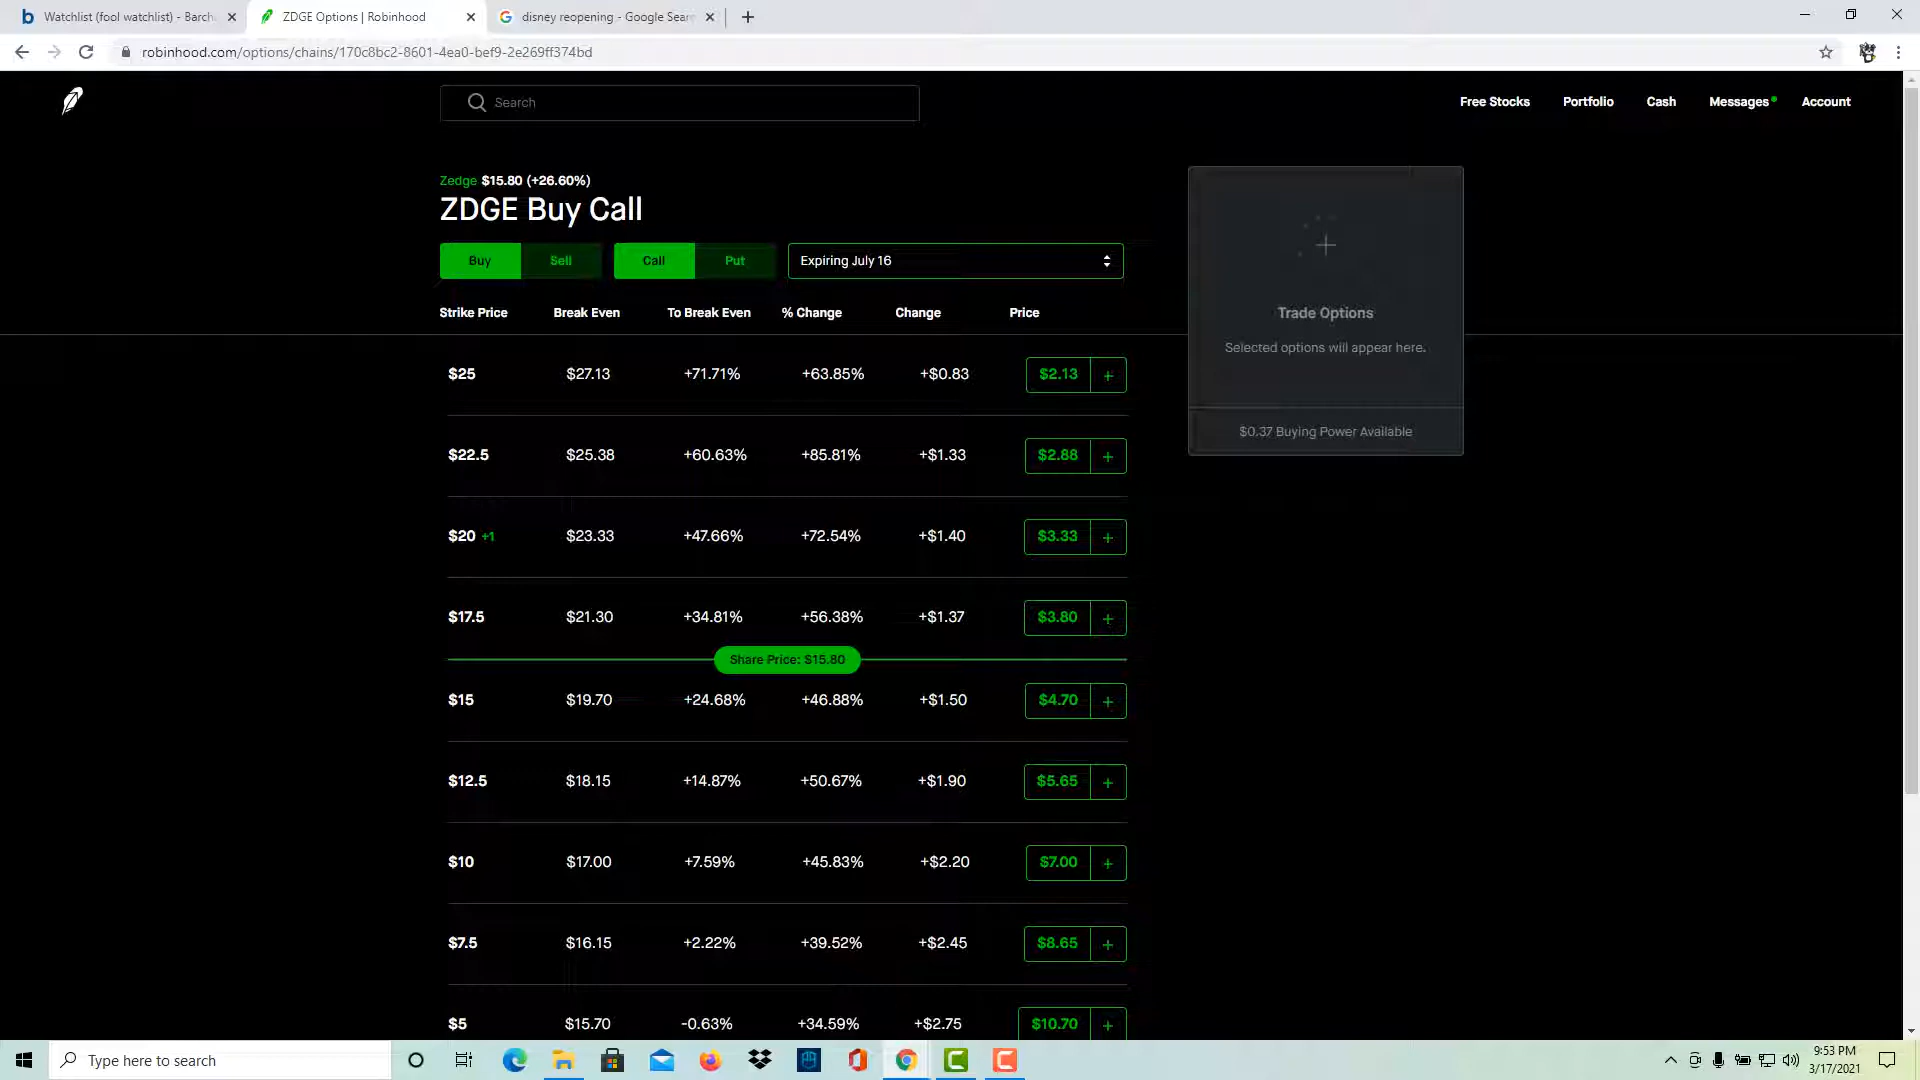 Watchlist (fool watchlist) - Barch
ZDGE Options | Robinhood
disney reopening - Google Sear
robinhood.com/options/chains/170c8bc2-8601-4ea0-bef9-2e269ff374bd
Search
Free Stocks Portfolio Cash Messages Account
Zedge $15.80 (+26.60%)
ZDGE Buy Call
Buy Sell Call Put Expiring July 16
Strike Price Break Even To Break Even % Change Change Price
$25 $27.13 +71.71% +63.85% +$0.83 $2.13 +
$22.5 $25.38 +60.63% +85.81% +$1.33 $2.88 +
$20 +1 $23.33 +47.66% +72.54% +$1.40 $3.33 +
$17.5 $21.30 +34.81% +56.38% +$1.37 $3.80 +
Share Price: $15.80
$15 $19.70 +24.68% +46.88% +$1.50 $4.70 +
$12.5 $18.15 +14.87% +50.67% +$1.90 $5.65 +
$10 $17.00 +7.59% +45.83% +$2.20 $7.00 +
$7.5 $16.15 +2.22% +39.52% +$2.45 $8.65 +
$5 $15.70 -0.63% +34.59% +$2.75 $10.70 +
Trade Options
Selected options will appear here.
$0.37 Buying Power Available
Type here to search
9:53 PM
3/17/2021